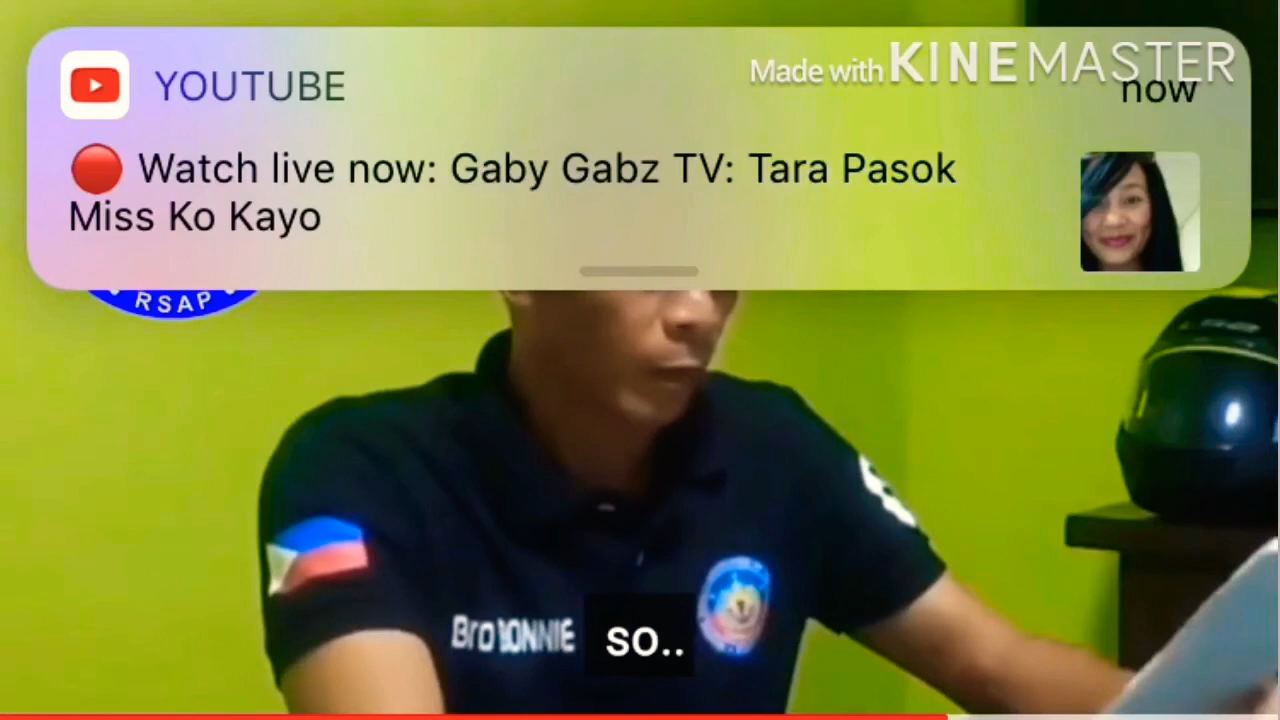 Made with KINEMASTER
YOUTUBE
now
Watch live now: Gaby Gabz TV: Tara Pasok
Miss Ko Kayo
RSAP
Bro BONNIE
so..